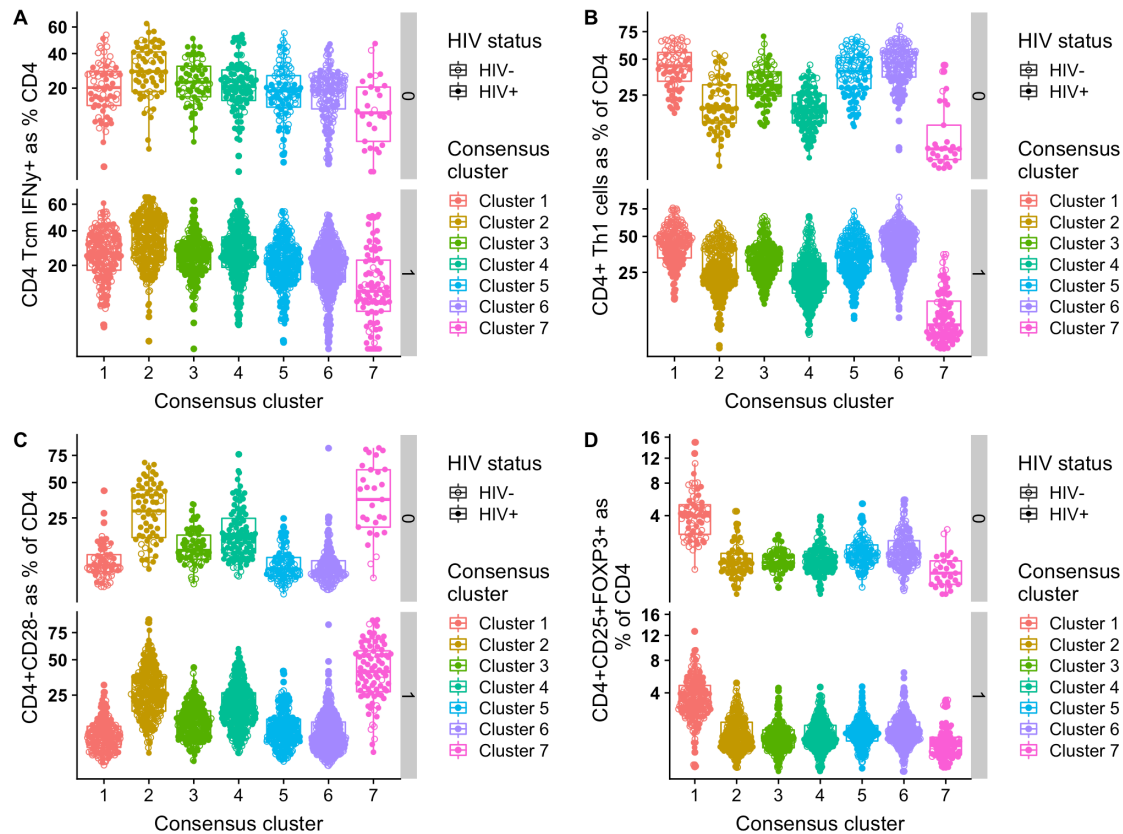 A
CD4 Tcm IFNy+ as % CD4
60
40
20
0
60
40
20
1
1 2 3 4 5 6 7
Consensus cluster
HIV status
HIV-
HIV+
Consensus
cluster
Cluster 1
Cluster 2
Cluster 3
Cluster 4
Cluster 5
Cluster 6
Cluster 7
B
CD4+ Th1 cells as % of CD4
75
50
25
0
75
50
25
1
1 2 3 4 5 6 7
Consensus cluster
HIV status
HIV-
HIV+
Consensus
cluster
Cluster 1
Cluster 2
Cluster 3
Cluster 4
Cluster 5
Cluster 6
Cluster 7
C
CD4+CD28- as % of CD4
75
50
25
0
75
50
25
1
1 2 3 4 5 6 7
Consensus cluster
HIV status
HIV-
HIV+
Consensus
cluster
Cluster 1
Cluster 2
Cluster 3
Cluster 4
Cluster 5
Cluster 6
Cluster 7
D
CD4+CD25+FOXP3+ as
% of CD4
16
12
8
4
0
16
12
8
4
1
1 2 3 4 5 6 7
Consensus cluster
HIV status
HIV-
HIV+
Consensus
cluster
Cluster 1
Cluster 2
Cluster 3
Cluster 4
Cluster 5
Cluster 6
Cluster 7